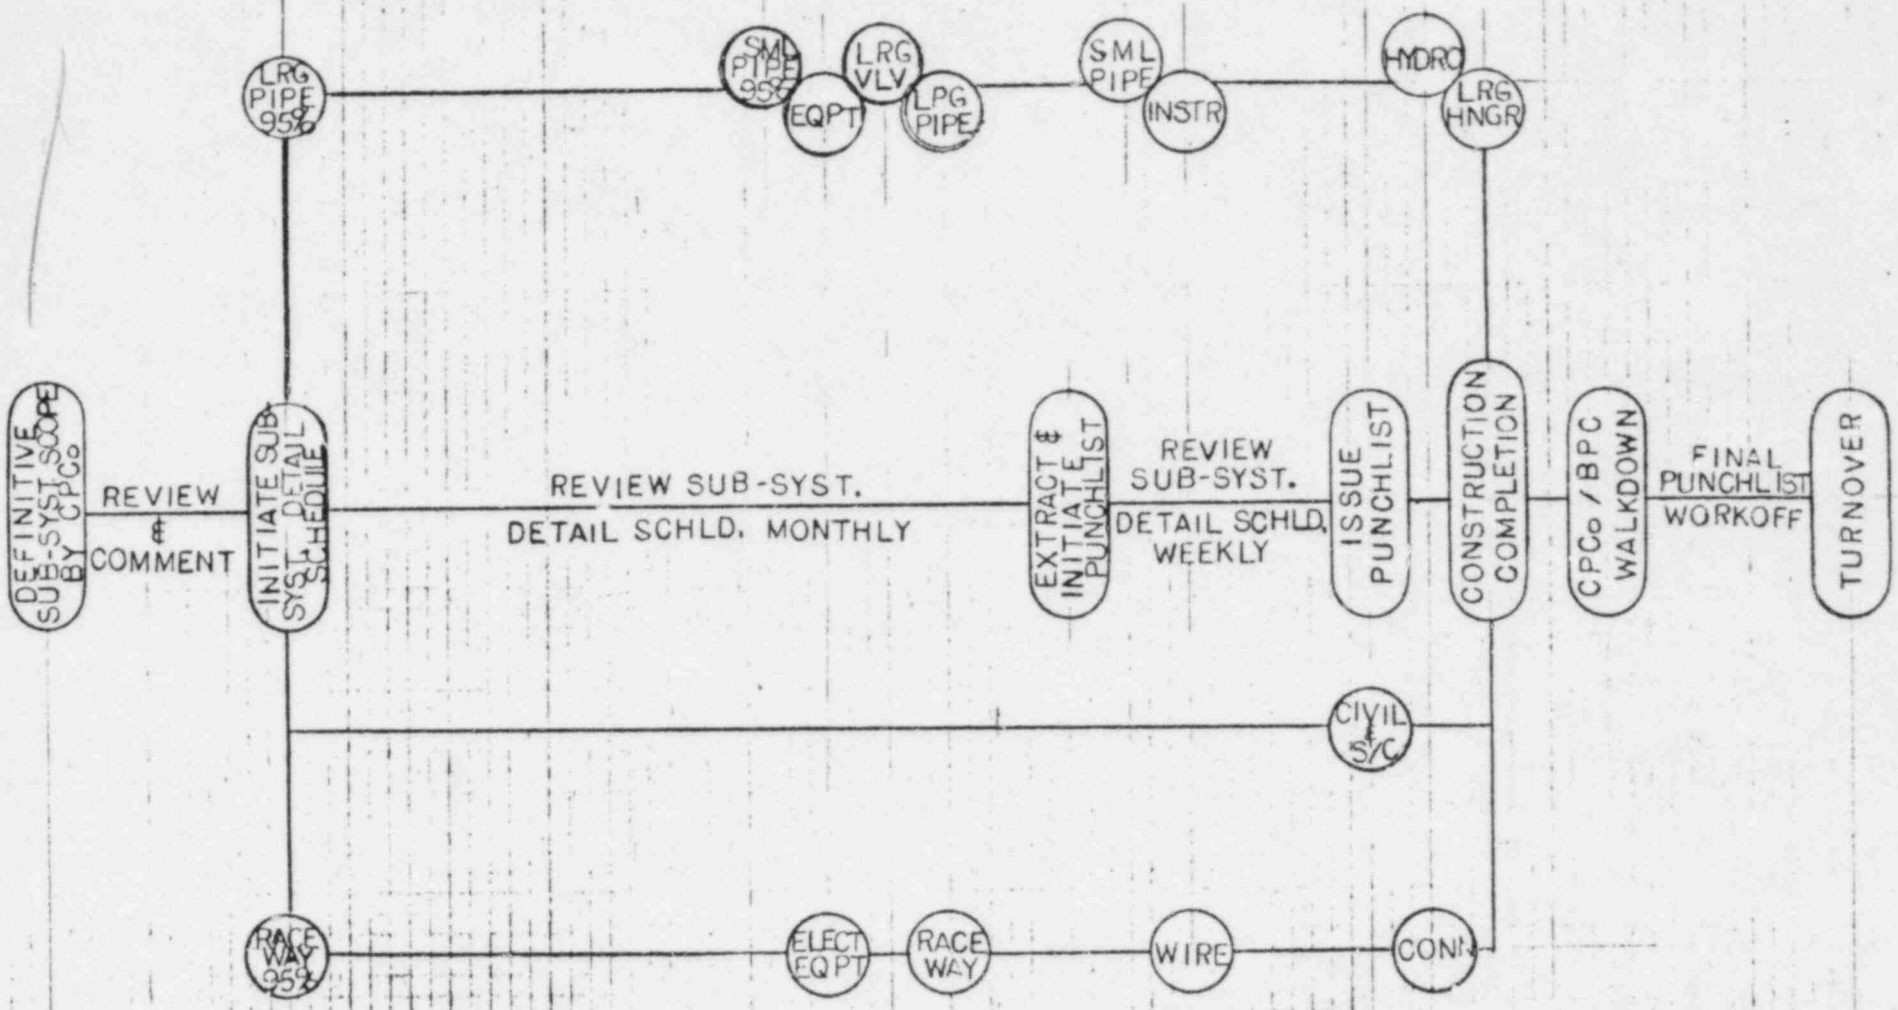 LRG
PIPE
95%
SML
PIPE
95%
EQPT
LRG
VLV
LPG
PIPE
SML
PIPE
INSTR
HYDRO
LRG
HNGR
DEFINITIVE
SUB-SYST SCOPE
BY CPCo
REVIEW
&
COMMENT
INITIATE SUB-
SYST DETAIL
SCHEDULE
REVIEW SUB-SYST.
DETAIL SCHLD. MONTHLY
EXTRACT &
INITIATE
PUNCHLIST
REVIEW
SUB-SYST.
DETAIL SCHLD.
WEEKLY
ISSUE
PUNCHLIST
CONSTRUCTION
COMPLETION
CPCo/BPC
WALKDOWN
FINAL
PUNCHLIST
WORKOFF
TURNOVER
CIVIL
&
S/C
RACE
WAY
95%
ELECT
EQPT
RACE
WAY
WIRE
CONN